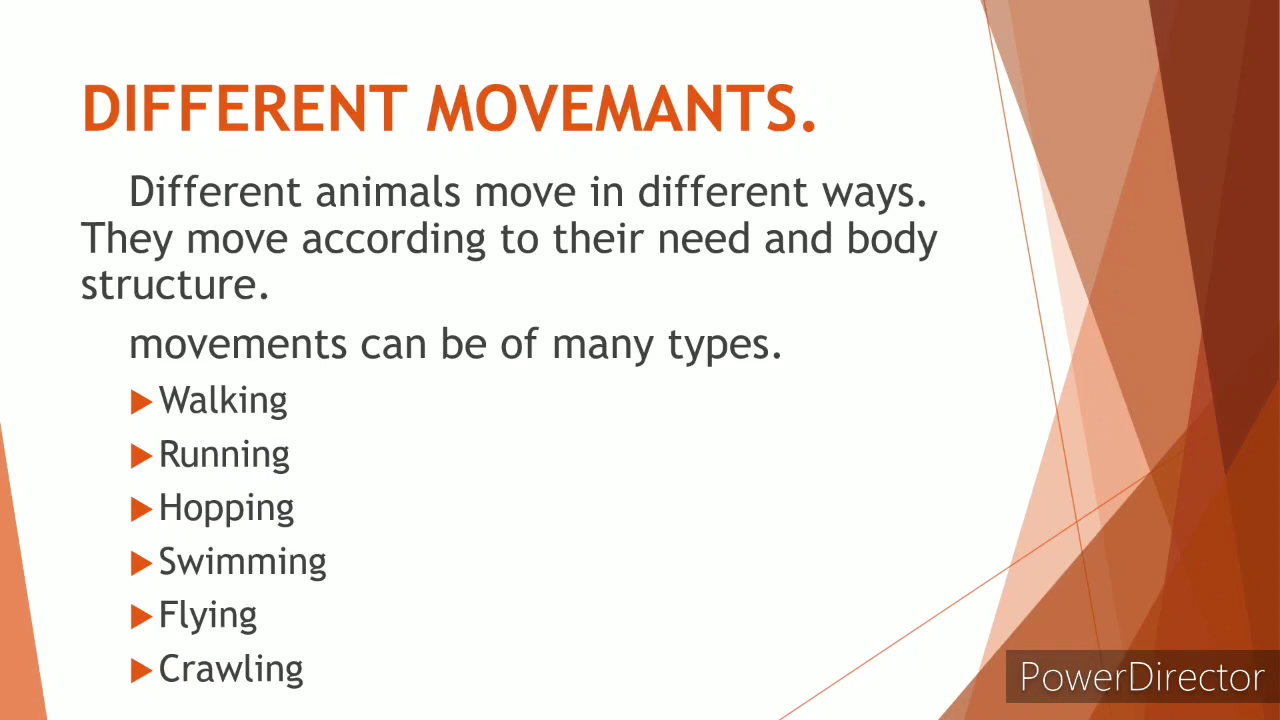 DIFFERENT MOVEMANTS.
Different animals move in different ways.
They move according to their need and body
structure.
movements can be of many types.
Walking
Running
Hopping
Swimming
Flying
Crawling
PowerDirector